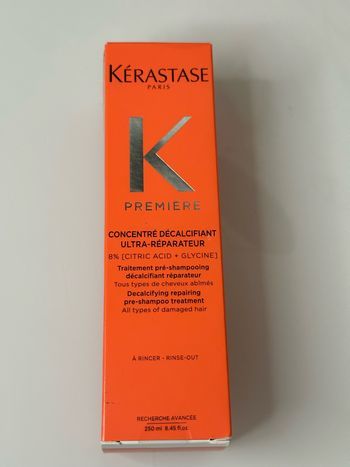 KÉRASTASE
PARIS
K
PREMIÈRE
CONCENTRÉ DÉCALCIFIANT
ULTRA-RÉPARATEUR
8% [CITRIC ACID + GLYCINE]
Traitement pré-shampooing
décalcifiant réparateur
Tous types de cheveux abîmés
Decalcifying repairing
pre-shampoo treatment
All types of damaged hair
À RINCER - RINSE-OUT
RECHERCHE AVANCÉE
250 ml 8.45 fl.oz.